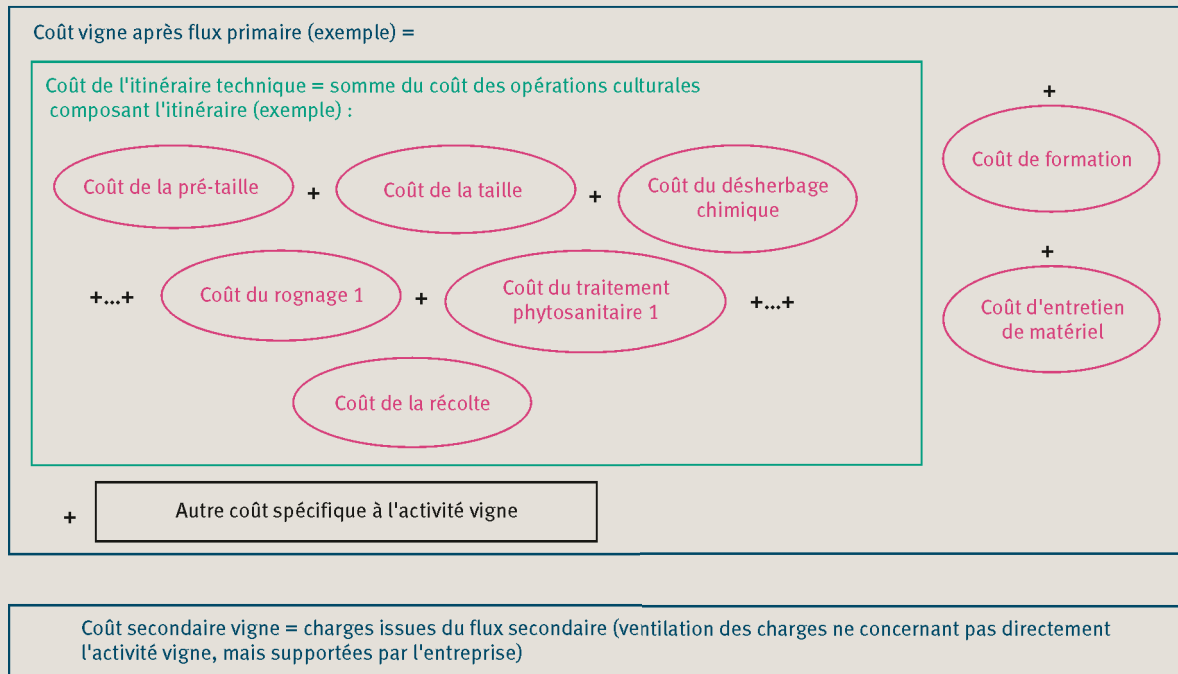 Coût vigne après flux primaire (exemple) =
Coût de l'itinéraire technique = somme du coût des opérations culturales
composant l'itinéraire (exemple) :
Coût de la pré-taille
+
Coût de la taille
+
Coût du désherbage
chimique
+...+
Coût du rognage 1
+
Coût du traitement
phytosanitaire 1
+...+
Coût de la récolte
+
Coût de formation
+
Coût d'entretien
de matériel
+
Autre coût spécifique à l'activité vigne
Coût secondaire vigne = charges issues du flux secondaire (ventilation des charges ne concernant pas directement
l'activité vigne, mais supportées par l'entreprise)